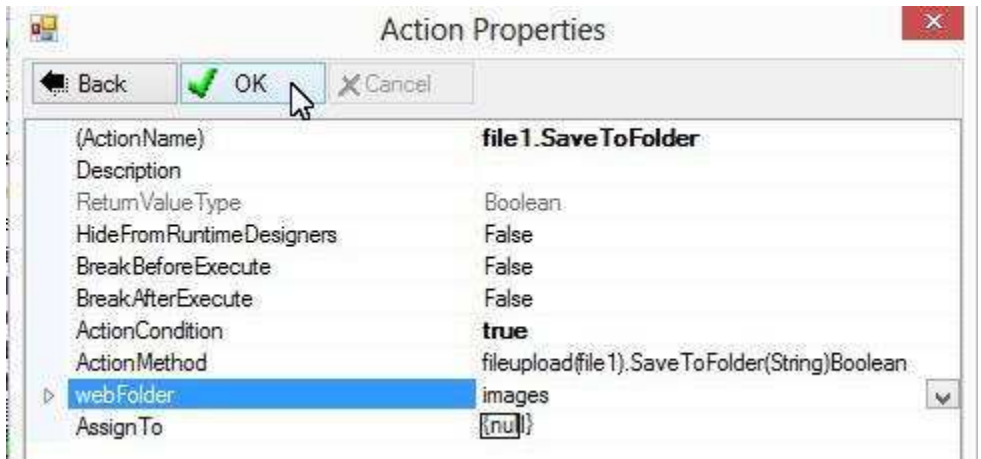 Action Properties
Back OK Cancel
(ActionName) file1.SaveToFolder
Description
ReturnValueType Boolean
HideFromRuntimeDesigners False
BreakBeforeExecute False
BreakAfterExecute False
ActionCondition true
ActionMethod fileupload(file1).SaveToFolder(String)Boolean
webFolder images
AssignTo {null}